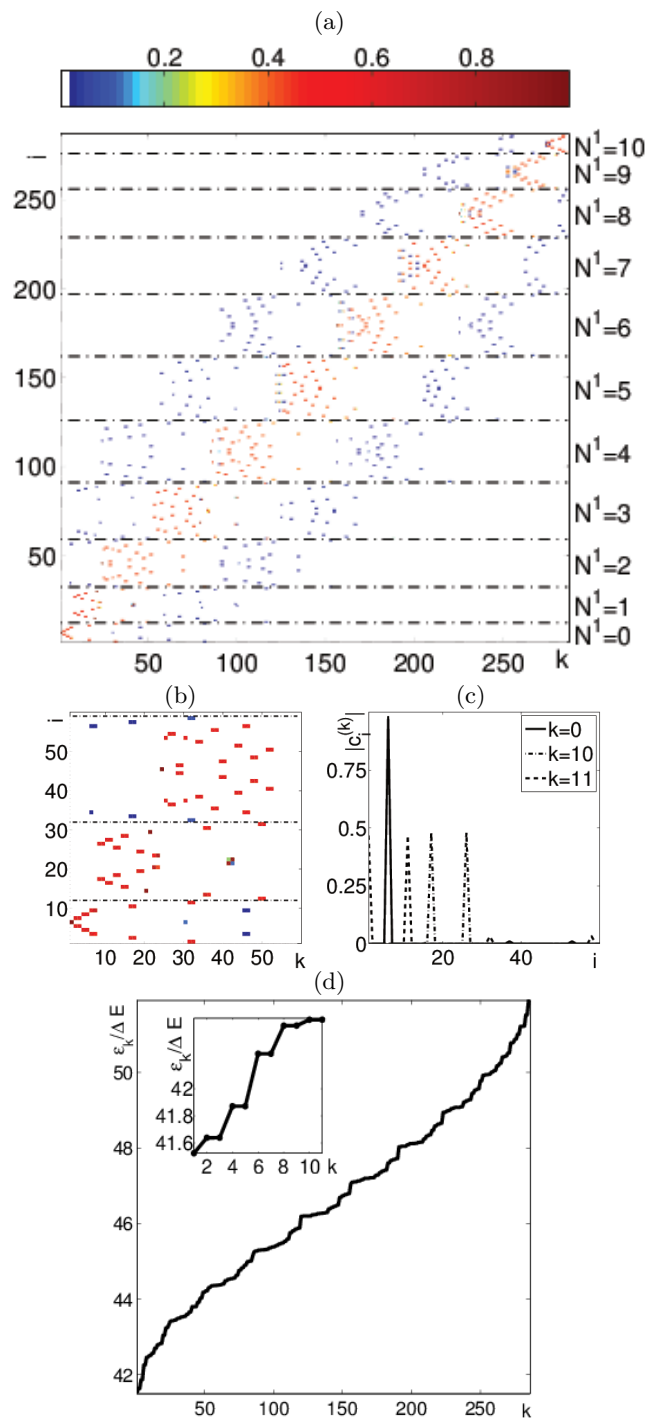 (a)
0.2 0.4 0.6 0.8
i
250
200
150
100
50
50 100 150 200 250 k
N¹=10
N¹=9
N¹=8
N¹=7
N¹=6
N¹=5
N¹=4
N¹=3
N¹=2
N¹=1
N¹=0
(b)
i
50
40
30
20
10
10 20 30 40 50 k
(c)
|c_i^(k)|
0.75
0.5
0.25
0
k=0
k=10
k=11
20 40 i
(d)
ε_k/Δ E
50
48
46
44
42
50 100 150 200 250 k
ε_k/Δ E
42
41.8
41.6
2 4 6 8 10 k